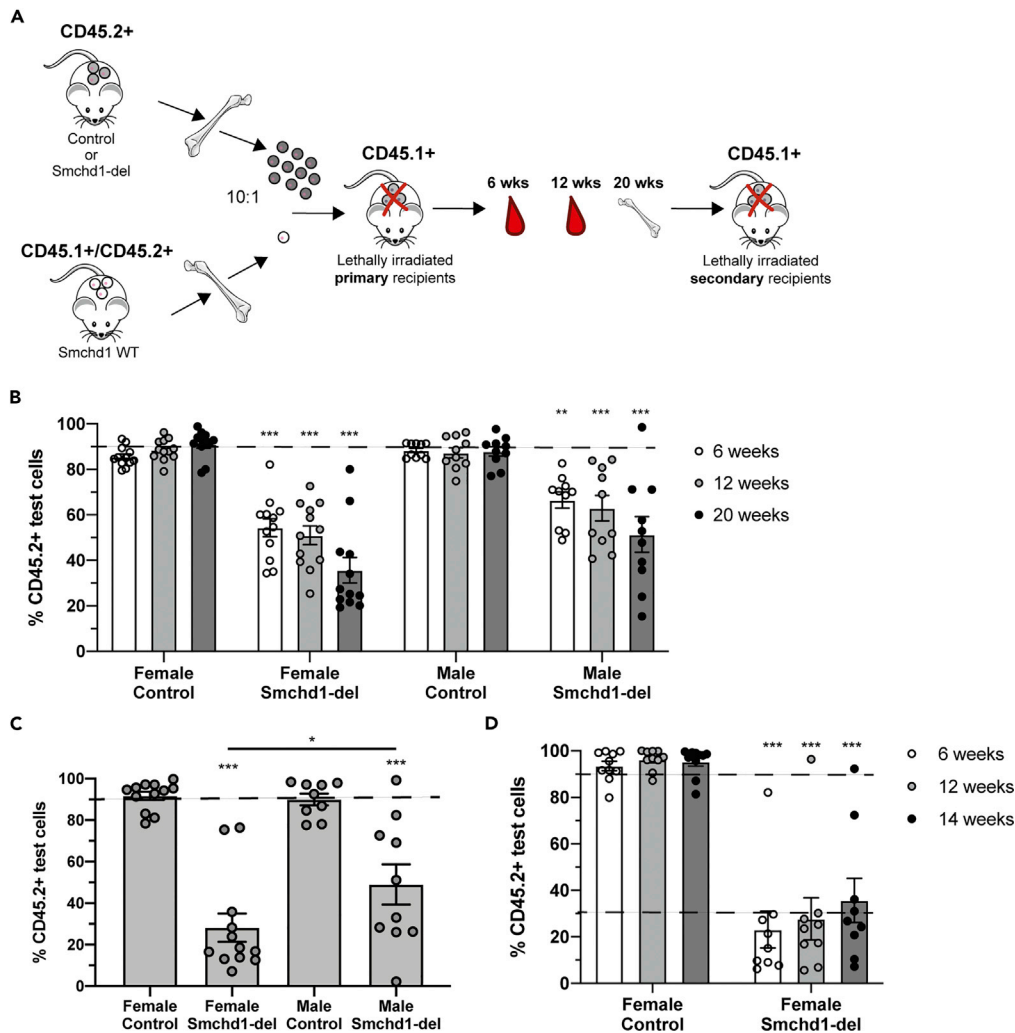 A
CD45.2+
Control
or
Smchd1-del
10:1
CD45.1+/CD45.2+
Smchd1 WT
CD45.1+
Lethally irradiated
primary recipients
6 wks 12 wks 20 wks
CD45.1+
Lethally irradiated
secondary recipients
B
% CD45.2+ test cells
100
80
60
40
20
0
*** *** ***
** *** ***
Female
Control
Female
Smchd1-del
Male
Control
Male
Smchd1-del
6 weeks
12 weeks
20 weeks
C
% CD45.2+ test cells
100
80
60
40
20
0
*
***
***
Female
Control
Female
Smchd1-del
Male
Control
Male
Smchd1-del
D
% CD45.2+ test cells
100
80
60
40
20
0
*** *** ***
Female
Control
Female
Smchd1-del
6 weeks
12 weeks
14 weeks